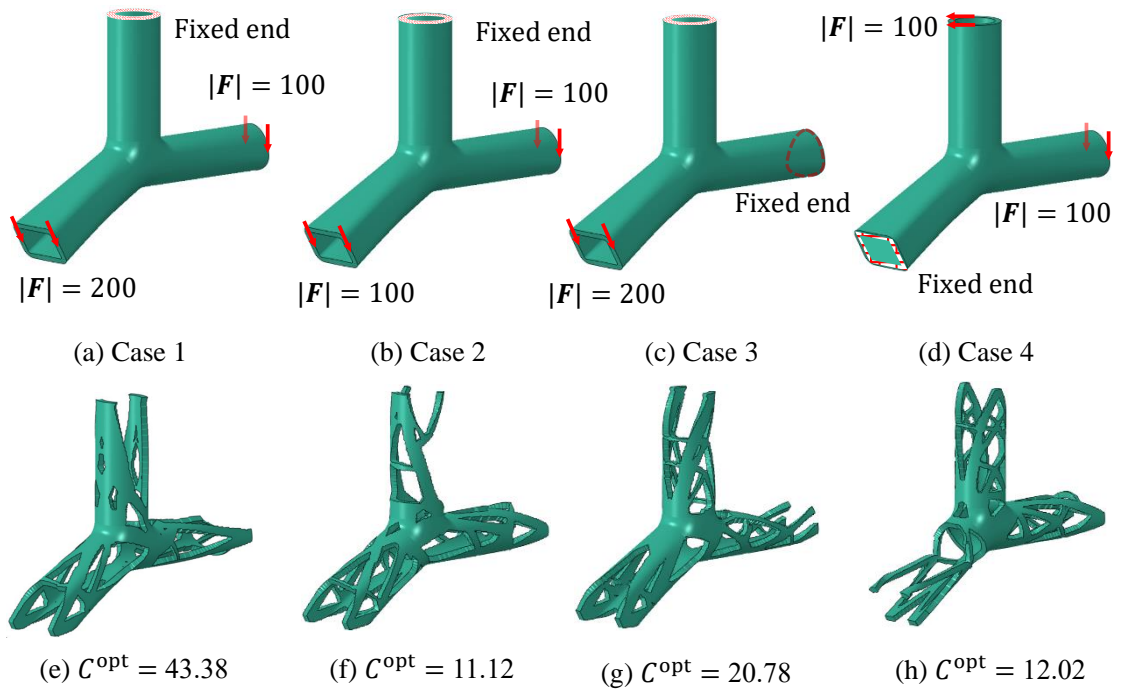 Fixed end
|F| = 100
|F| = 200
(a) Case 1
Fixed end
|F| = 100
|F| = 100
(b) Case 2
Fixed end
|F| = 200
(c) Case 3
|F| = 100
|F| = 100
Fixed end
(d) Case 4
(e) C^opt = 43.38
(f) C^opt = 11.12
(g) C^opt = 20.78
(h) C^opt = 12.02